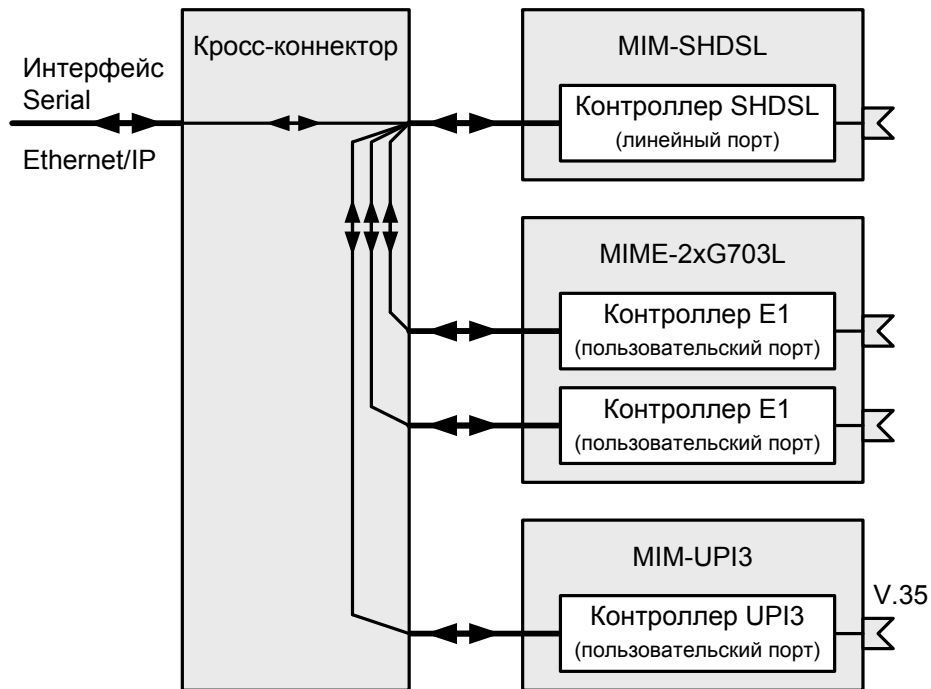 Кросс-коннектор
Интерфейс
Serial
Ethernet/IP
MIM-SHDSL
Контроллер SHDSL
(линейный порт)
MIME-2xG703L
Контроллер E1
(пользовательский порт)
Контроллер E1
(пользовательский порт)
MIM-UPI3
V.35
Контроллер UPI3
(пользовательский порт)